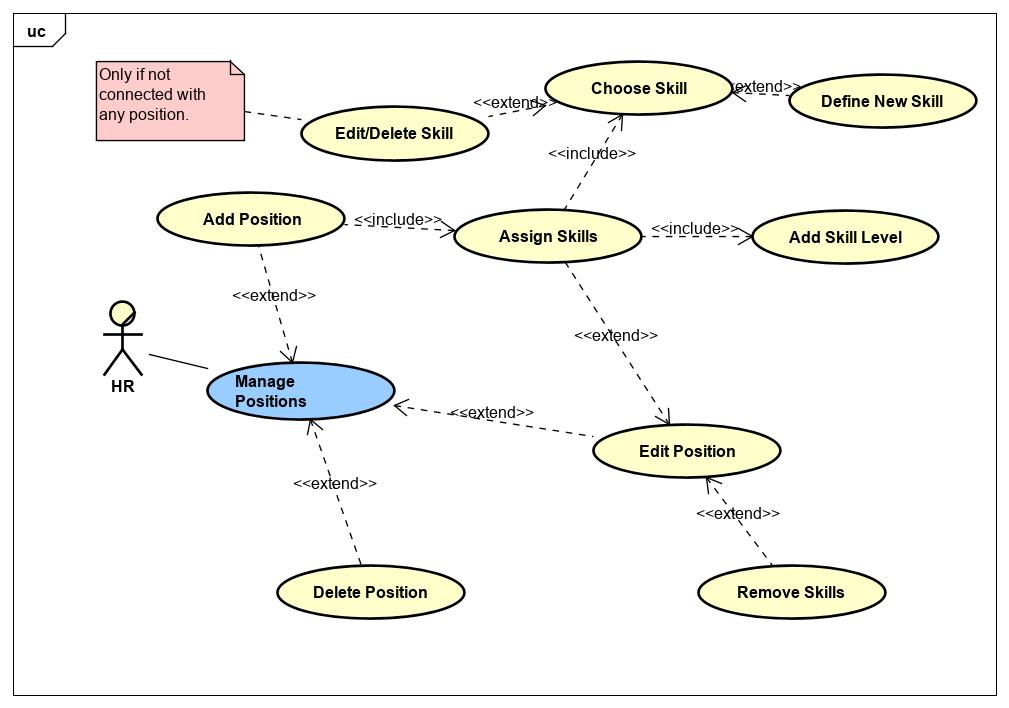 uc
Only if not
connected with
any position.
Choose Skill
<<extend>>
extend>>
Define New Skill
Edit/Delete Skill
<<include>>
Add Position
<<include>>
Assign Skills
<<include>>
Add Skill Level
<<extend>>
<<extend>>
HR
Manage
Positions
<<extend>>
Edit Position
<<extend>>
<<extend>>
Delete Position
Remove Skills